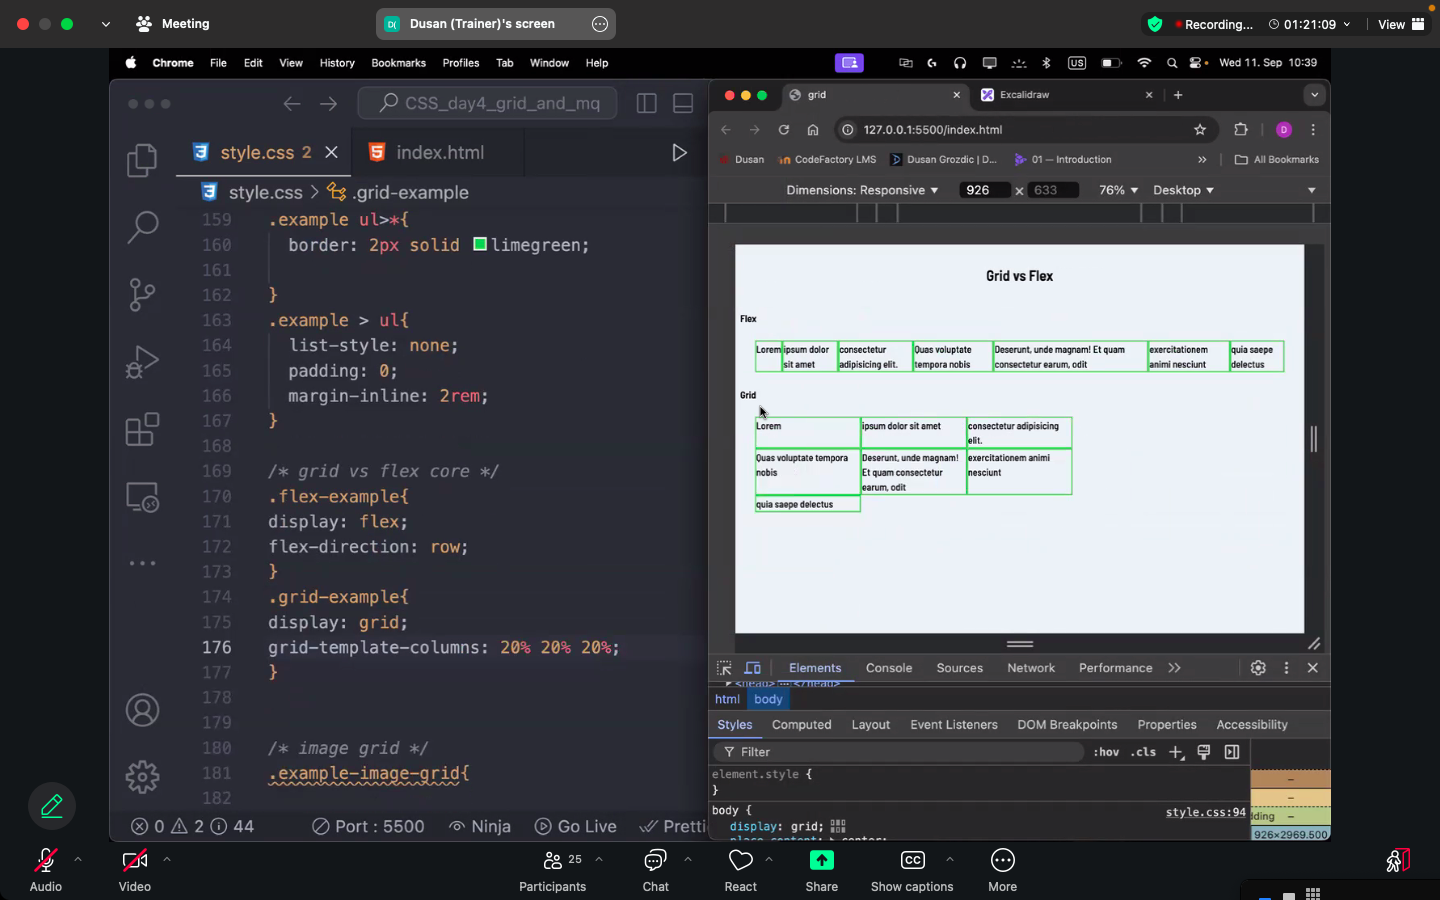 Meeting
D( Dusan (Trainer)'s screen
Recording...
01:21:09
View
Chrome File Edit View History Bookmarks Profiles Tab Window Help
US
Wed 11. Sep 10:39
CSS_day4_grid_and_mq
style.css 2
index.html
style.css > .grid-example
159 .example ul>*{
160 border: 2px solid limegreen;
161
162 }
163 .example > ul{
164 list-style: none;
165 padding: 0;
166 margin-inline: 2rem;
167 }
168
169 /* grid vs flex core */
170 .flex-example{
171 display: flex;
172 flex-direction: row;
173 }
174 .grid-example{
175 display: grid;
176 grid-template-columns: 20% 20% 20%;
177 }
178
179
180 /* image grid */
181 .example-image-grid{
182
0 2 44 Port : 5500 Ninja Go Live
grid
Excalidraw
127.0.0.1:5500/index.html
D
Dusan
CodeFactory LMS
Dusan Grozdic | D...
01 — Introduction
All Bookmarks
Dimensions: Responsive 926 × 633 76% Desktop
Grid vs Flex
Flex
Lorem
ipsum dolor
sit amet
consectetur
adipisicing elit.
Quas voluptate
tempora nobis
Deserunt, unde magnam! Et quam
consectetur earum, odit
exercitationem
animi nesciunt
quia saepe
delectus
Grid
Lorem
ipsum dolor sit amet
consectetur adipisicing
elit.
Quas voluptate tempora
nobis
Deserunt, unde magnam!
Et quam consectetur
earum, odit
exercitationem animi
nesciunt
quia saepe delectus
Elements Console Sources Network Performance
html body
Styles Computed Layout Event Listeners DOM Breakpoints Properties Accessibility
Filter
:hov .cls
element.style {
}
body {
style.css:94
display: grid;
926×2969.500
Audio
Video
25
Participants
Chat
React
Share
CC
Show captions
More